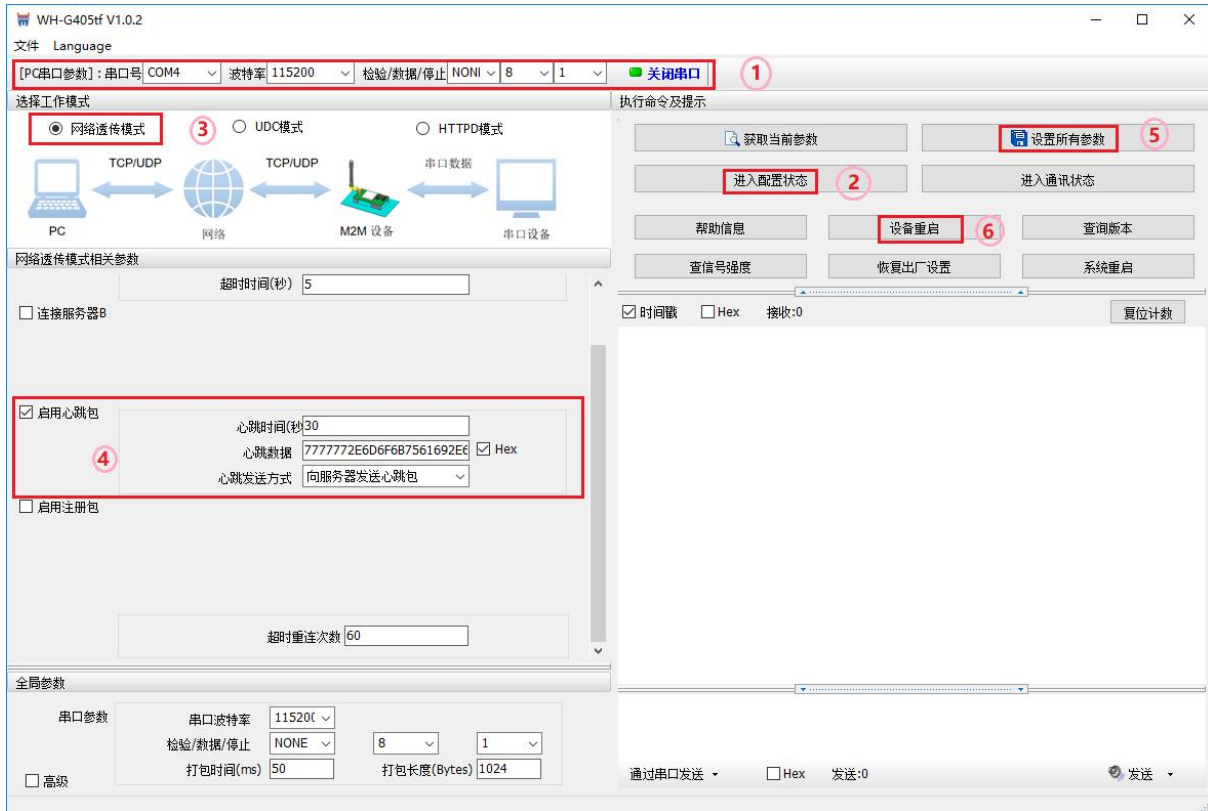 WH-G405tf V1.0.2
文件 Language
[PC串口参数]：串口号 COM4 波特率 115200 检验/数据/停止 NONI 8 1 关闭串口 1
选择工作模式
网络透传模式 3 UDC模式 HTTPD模式
TCP/UDP TCP/UDP 串口数据
PC 网络 M2M 设备 串口设备
网络透传模式相关参数
超时时间(秒) 5
连接服务器B
启用心跳包
心跳时间(秒 30
4 心跳数据 7777772E6D6F6B7561692E6 Hex
心跳发送方式 向服务器发送心跳包
启用注册包
超时重连次数 60
全局参数
串口参数 串口波特率 115200
检验/数据/停止 NONE 8 1
打包时间(ms) 50 打包长度(Bytes) 1024
高级
执行命令及提示
获取当前参数 设置所有参数 5
进入配置状态 2 进入通讯状态
帮助信息 设备重启 6 查询版本
查信号强度 恢复出厂设置 系统重启
时间戳 Hex 接收:0 复位计数
通过串口发送 Hex 发送:0 发送